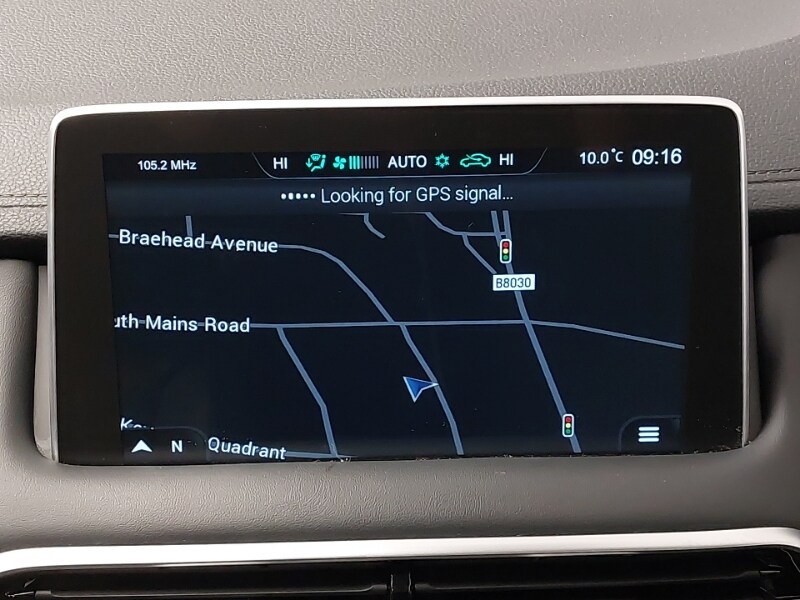 105.2 MHz HI AUTO HI 10.0°C 09:16
Looking for GPS signal...
Braehead Avenue
B8030
uth Mains Road
N Quadrant